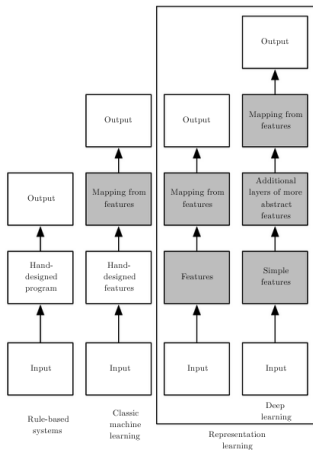 Output
Output
Mapping from
features
Output
Mapping from
features
Output
Mapping from
features
Additional
layers of more
abstract
features
Hand-
designed
program
Hand-
designed
features
Features
Simple
features
Input
Input
Input
Input
Rule-based
systems
Classic
machine
learning
Deep
learning
Representation
learning